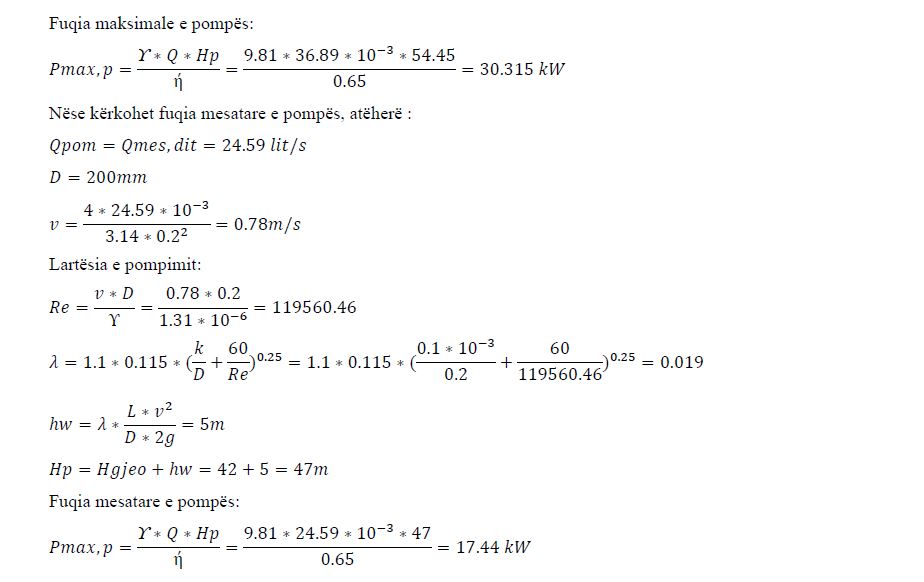 Fuqia maksimale e pompës:
Pmax, p = ϒ∗ Q ∗ Hp / ή = 9.81 ∗ 36.89 ∗ 10⁻³ ∗ 54.45 / 0.65 = 30.315 kW
Nëse kërkohet fuqia mesatare e pompës, atëherë :
Qpom = Qmes, dit = 24.59 lit/s
D = 200mm
v = 4 ∗ 24.59 ∗ 10⁻³ / 3.14 ∗ 0.2² = 0.78m/s
Lartësia e pompimit:
Re = v ∗ D / ϒ = 0.78 ∗ 0.2 / 1.31 ∗ 10⁻⁶ = 119560.46
λ = 1.1 ∗ 0.115 ∗ (k / D + 60 / Re)⁰·²⁵ = 1.1 ∗ 0.115 ∗ (0.1 ∗ 10⁻³ / 0.2 + 60 / 119560.46)⁰·²⁵ = 0.019
hw = λ ∗ L ∗ v² / D ∗ 2g = 5m
Hp = Hgjeo + hw = 42 + 5 = 47m
Fuqia mesatare e pompës:
Pmax, p = ϒ∗ Q ∗ Hp / ή = 9.81 ∗ 24.59 ∗ 10⁻³ ∗ 47 / 0.65 = 17.44 kW